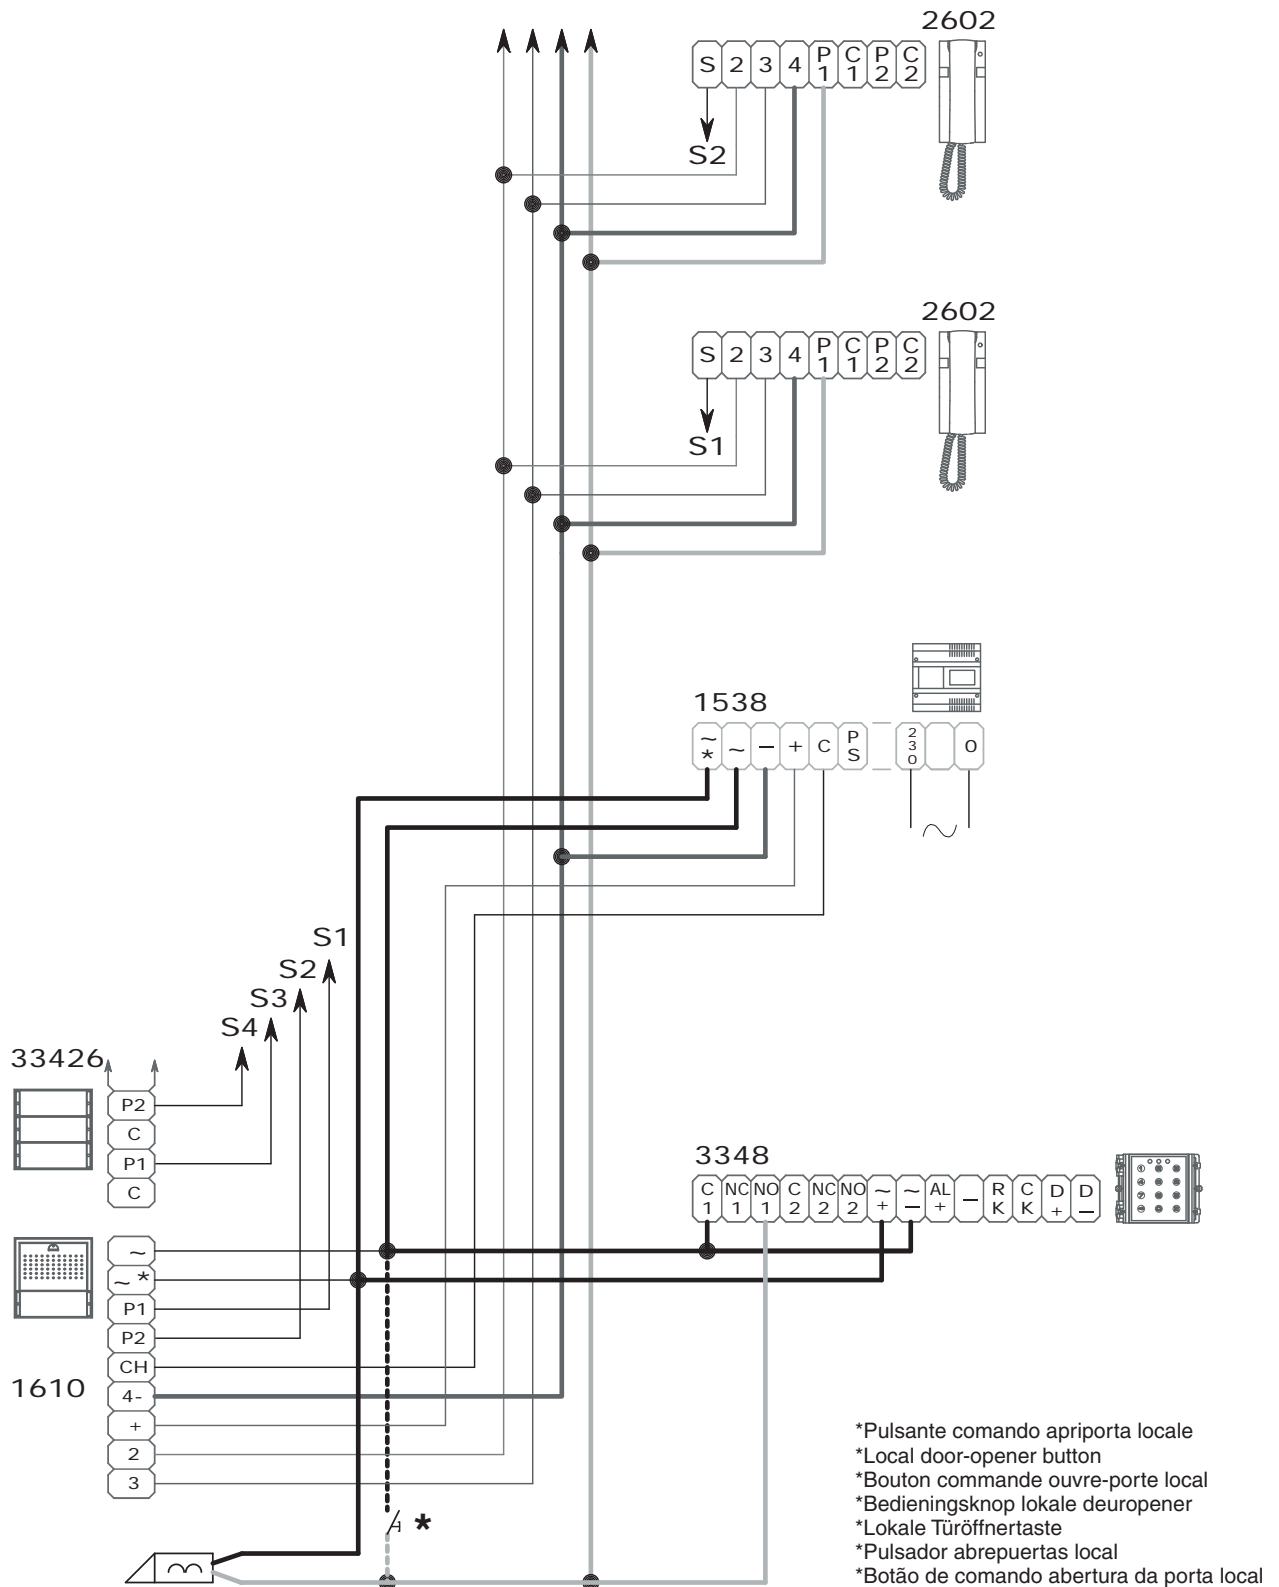 2602
S 2 3 4 P1 C1 P2 C2
S2
2602
S 2 3 4 P1 C1 P2 C2
S1
1538
~* ~ – + C PS 230 0
~
S1
S2
S3
S4
33426
P2
C
P1
C
3348
C1 NC1 NO1 C2 NC2 NO2 ~+ ~– AL+ – RK CK D+ D–
~
~*
P1
P2
CH
1610
4-
+
2
3
*
*Pulsante comando apriporta locale
*Local door-opener button
*Bouton commande ouvre-porte local
*Bedieningsknop lokale deuropener
*Lokale Türöffnertaste
*Pulsador abrepuertas local
*Botão de comando abertura da porta local